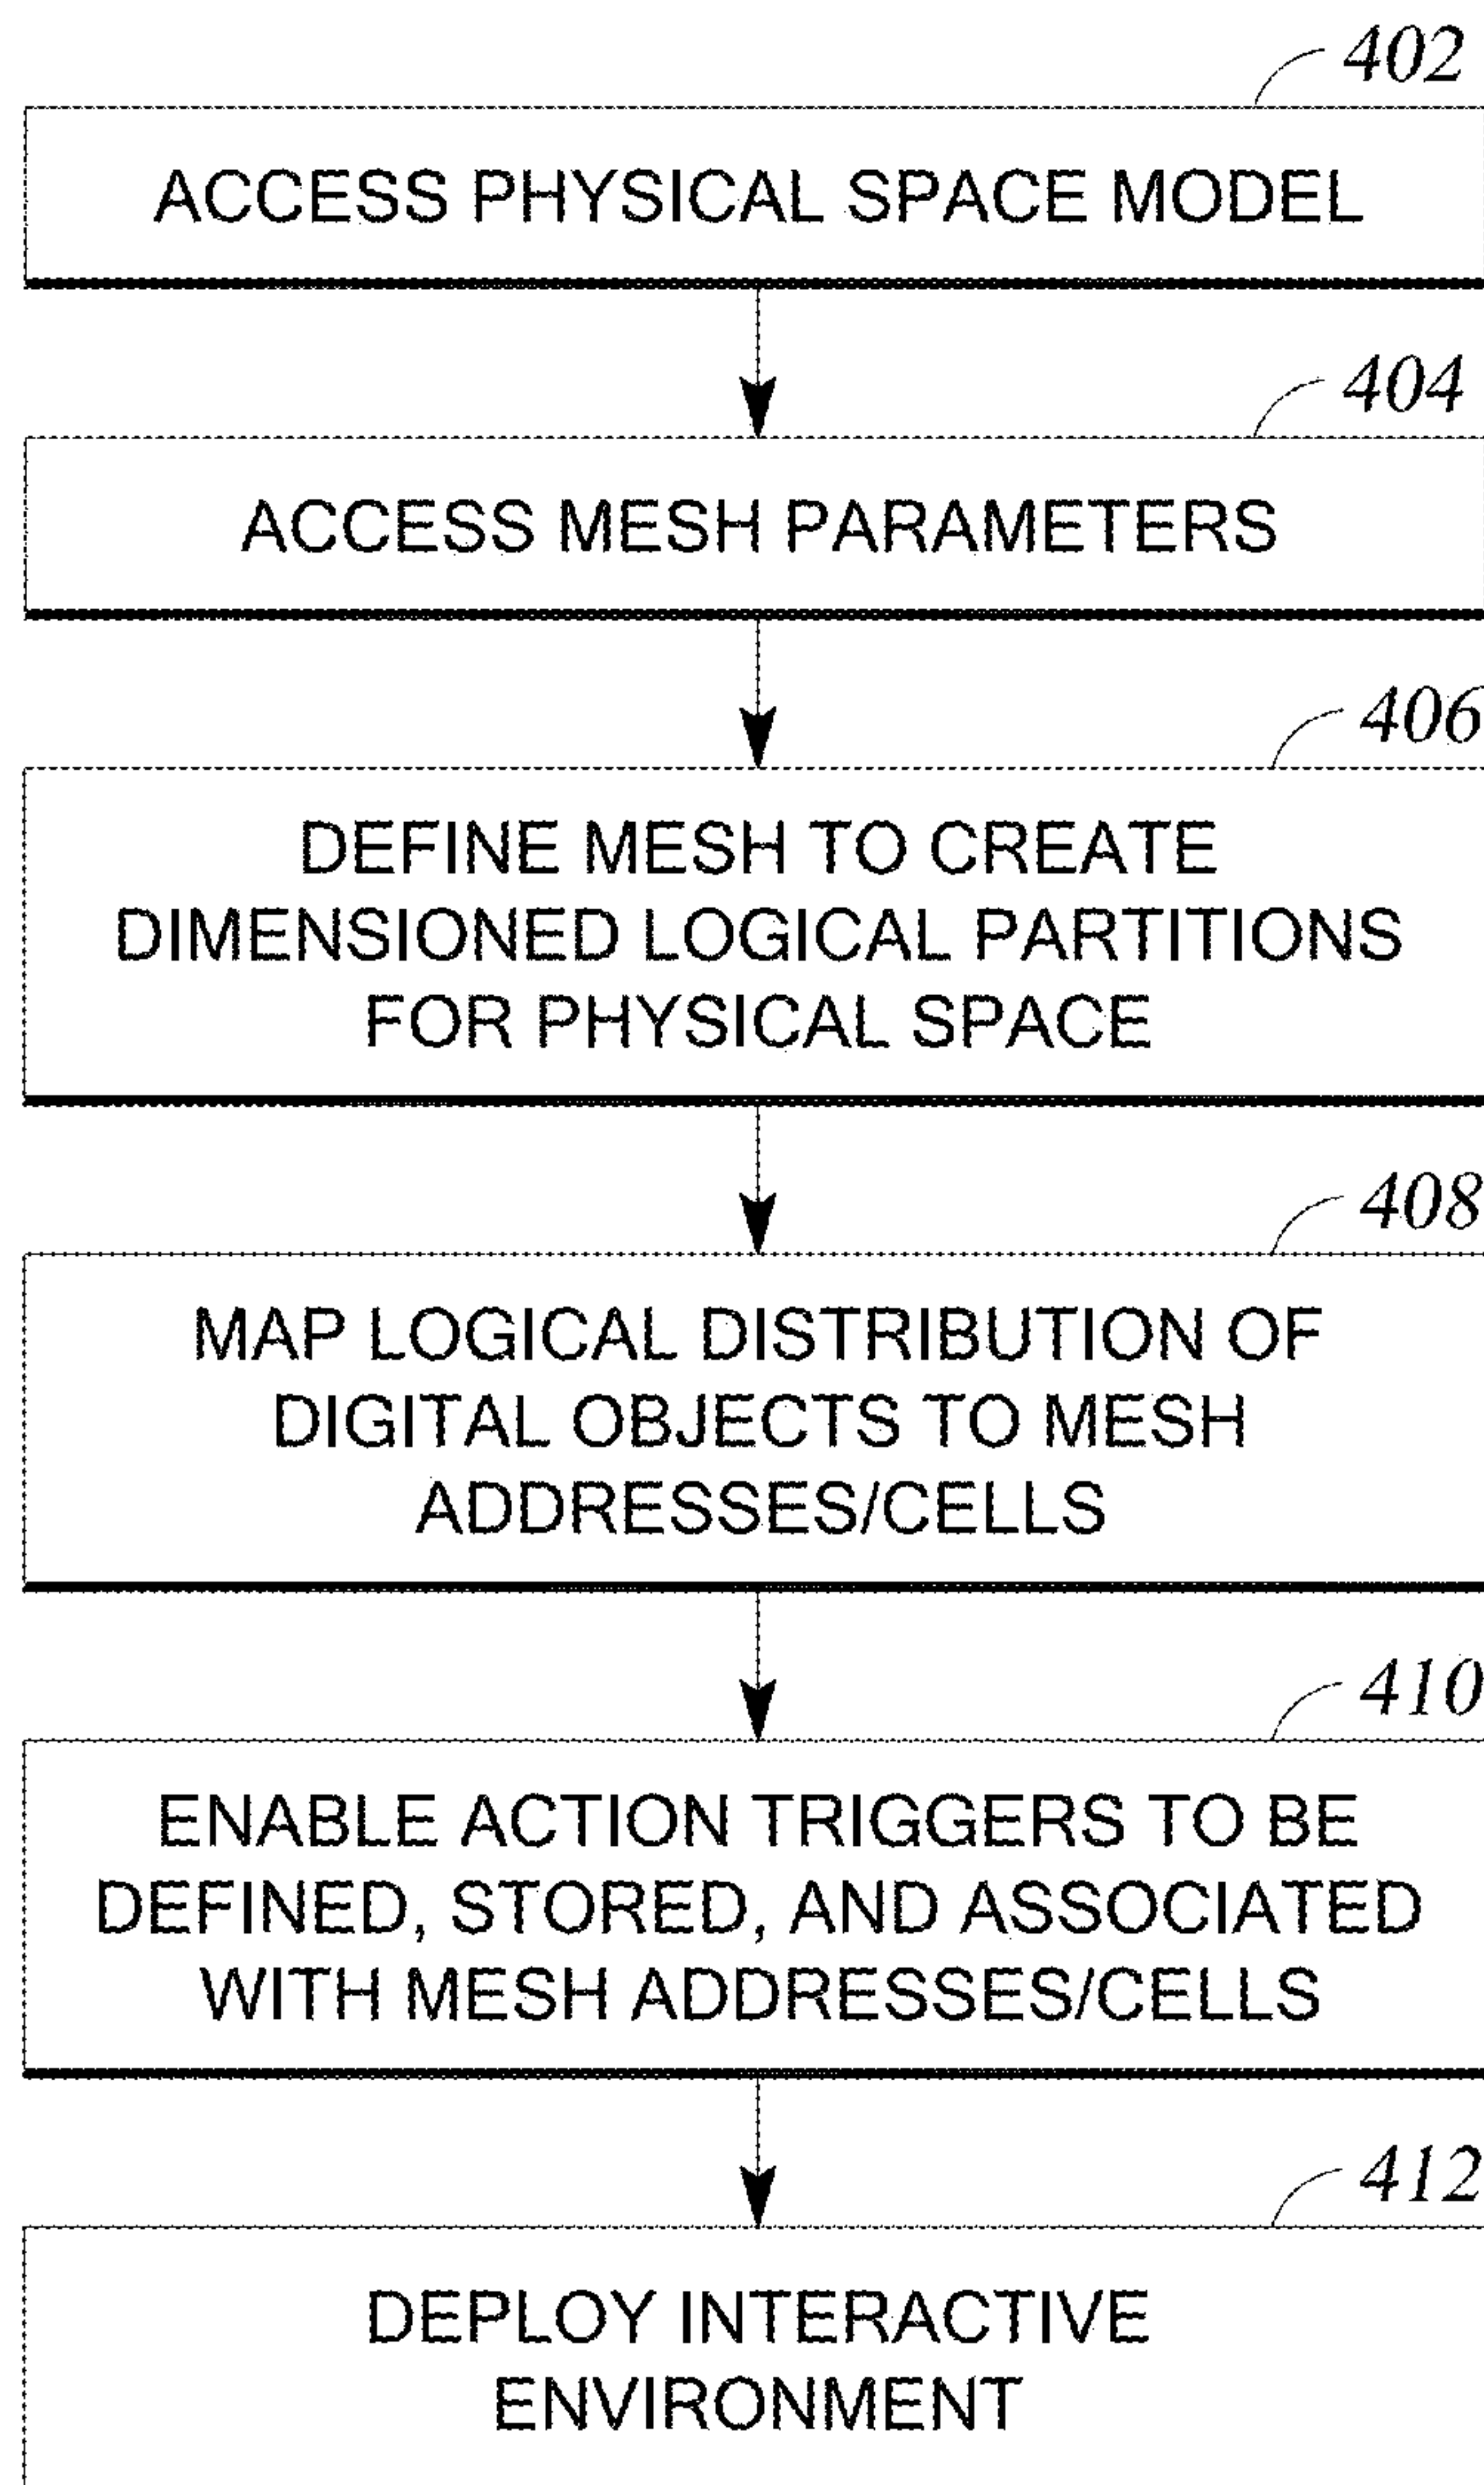 402
ACCESS PHYSICAL SPACE MODEL
404
ACCESS MESH PARAMETERS
406
DEFINE MESH TO CREATE
DIMENSIONED LOGICAL PARTITIONS
FOR PHYSICAL SPACE
408
MAP LOGICAL DISTRIBUTION OF
DIGITAL OBJECTS TO MESH
ADDRESSES/CELLS
410
ENABLE ACTION TRIGGERS TO BE
DEFINED, STORED, AND ASSOCIATED
WITH MESH ADDRESSES/CELLS
412
DEPLOY INTERACTIVE
ENVIRONMENT